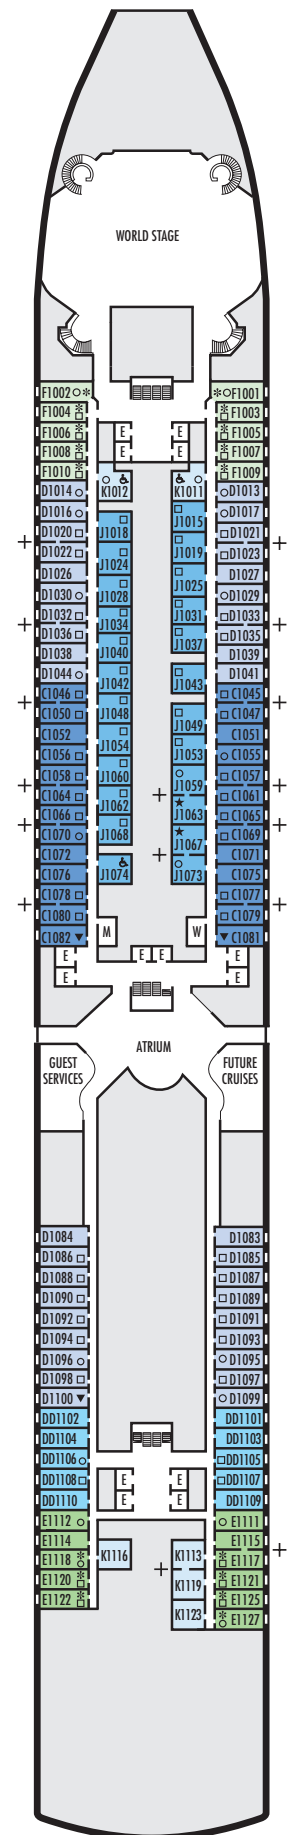 WORLD STAGE
F1002 F1001
F1004 F1003
F1006 E E F1005
F1008 E E F1007
F1010 F1009
D1014 K1012 K1011 D1013
D1016 J1015 D1017
D1020 J1018 D1021
D1022 J1019 D1023
D1026 J1024 J1025 D1027
D1030 J1028 D1029
D1032 J1034 J1031 D1033
D1036 J1037 D1035
D1038 J1040 D1039
D1044 J1042 J1043 D1041
C1046 C1045
C1050 J1048 J1049 C1047
C1052 J1054 J1053 C1051
C1056 C1055
C1058 J1060 J1059 C1057
C1064 J1062 J1063 C1061
C1066 J1068 C1065
C1070 J1067 C1069
C1072 C1071
C1076 J1074 J1073 C1075
C1078 C1077
C1080 M W C1079
C1082 C1081
E E E E
E E
ATRIUM
GUEST SERVICES
FUTURE CRUISES
D1084 D1083
D1086 D1085
D1088 D1087
D1090 D1089
D1092 D1091
D1094 D1093
D1096 D1095
D1098 D1097
D1100 D1099
DD1102 DD1101
DD1104 DD1103
DD1106 DD1105
DD1108 E E DD1107
DD1110 E E DD1109
E1112 E1111
E1114 E1115
E1118 K1116 K1113 E1117
E1120 K1119 E1121
E1122 K1123 E1125
E1127